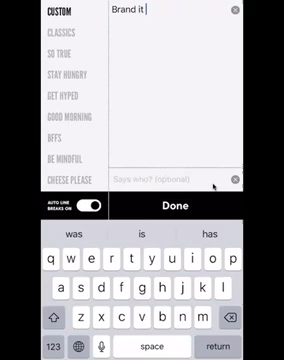 CUSTOM
CLASSICS
SO TRUE
STAY HUNGRY
GET HYPED
GOOD MORNING
BFFS
BE MINDFUL
CHEESE PLEASE
Brand it
Says who? (optional)
AUTO LINE
BREAKS ON
Done
was is has
q w e r t y u i o p
a s d f g h j k l
z x c v b n m
123 space return